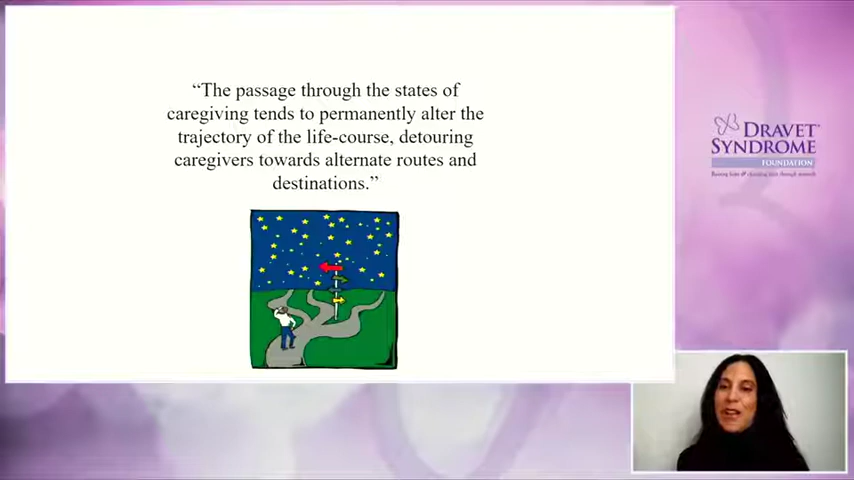 “The passage through the states of
caregiving tends to permanently alter the
trajectory of the life-course, detouring
caregivers towards alternate routes and
destinations.”
DRAVET™
SYNDROME
FOUNDATION